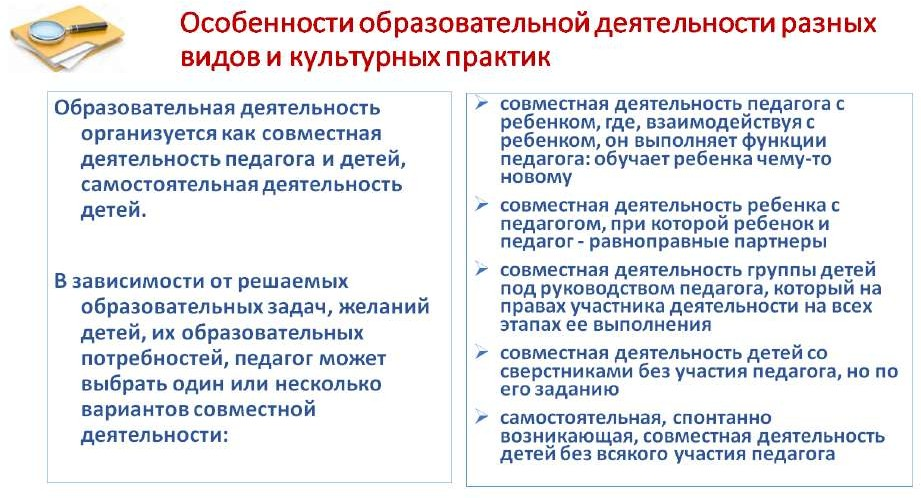 Особенности образовательной деятельности разных
видов и культурных практик
Образовательная деятельность
организуется как совместная
деятельность педагога и детей,
самостоятельная деятельность
детей.
В зависимости от решаемых
образовательных задач, желаний
детей, их образовательных
потребностей, педагог может
выбрать один или несколько
вариантов совместной
деятельности:
совместная деятельность педагога с
ребенком, где, взаимодействуя с
ребенком, он выполняет функции
педагога: обучает ребенка чему-то
новому
совместная деятельность ребенка с
педагогом, при которой ребенок и
педагог - равноправные партнеры
совместная деятельность группы детей
под руководством педагога, который на
правах участника деятельности на всех
этапах ее выполнения
совместная деятельность детей со
сверстниками без участия педагога, но по
его заданию
самостоятельная, спонтанно
возникающая, совместная деятельность
детей без всякого участия педагога